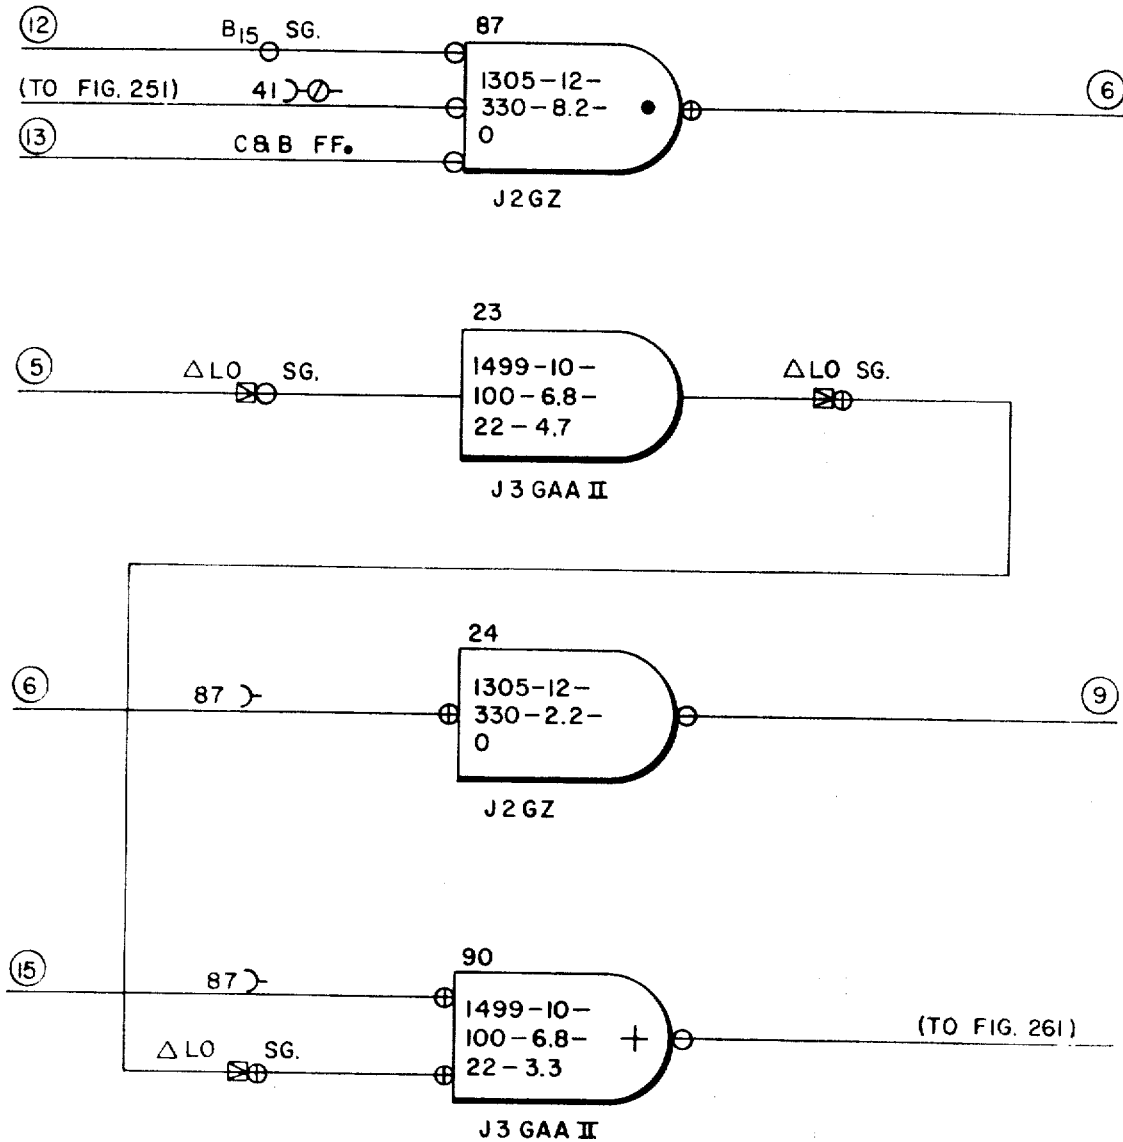 12
B15 SG.
87
(TO FIG. 251)
41
1305-12-
330-8.2-
0
6
13
C&B FF.
J2GZ
23
5
△LO SG.
1499-10-
100-6.8-
22-4.7
△LO SG.
J3 GAA II
24
6
87
1305-12-
330-2.2-
0
9
J2GZ
90
15
87
1499-10-
100-6.8- +
22-3.3
(TO FIG. 261)
△LO SG.
J3 GAA II